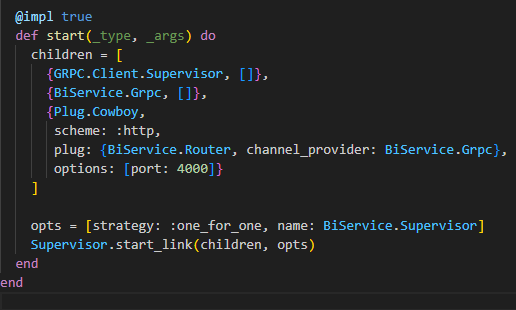 @impl true
def start(_type, _args) do
children = [
{GRPC.Client.Supervisor, []},
{BiService.Grpc, []},
{Plug.Cowboy,
scheme: :http,
plug: {BiService.Router, channel_provider: BiService.Grpc},
options: [port: 4000]}
]
opts = [strategy: :one_for_one, name: BiService.Supervisor]
Supervisor.start_link(children, opts)
end
end